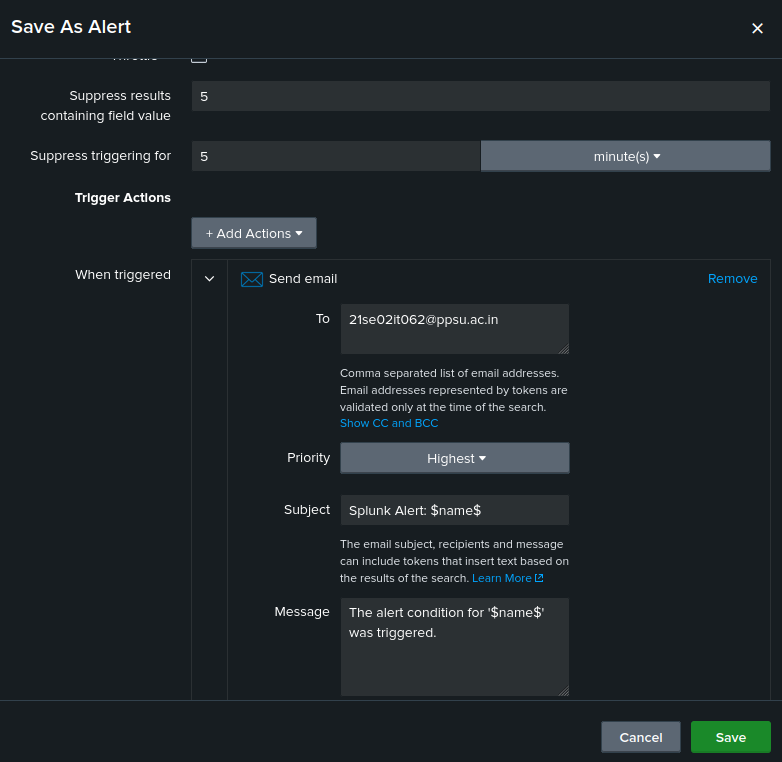 Save As Alert
Suppress results
containing field value
5
Suppress triggering for
5
minute(s)
Trigger Actions
+ Add Actions
When triggered
Send email
Remove
To
21se02it062@ppsu.ac.in
Comma separated list of email addresses.
Email addresses represented by tokens are
validated only at the time of the search.
Show CC and BCC
Priority
Highest
Subject
Splunk Alert: $name$
The email subject, recipients and message
can include tokens that insert text based on
the results of the search. Learn More
Message
The alert condition for '$name$'
was triggered.
Cancel
Save